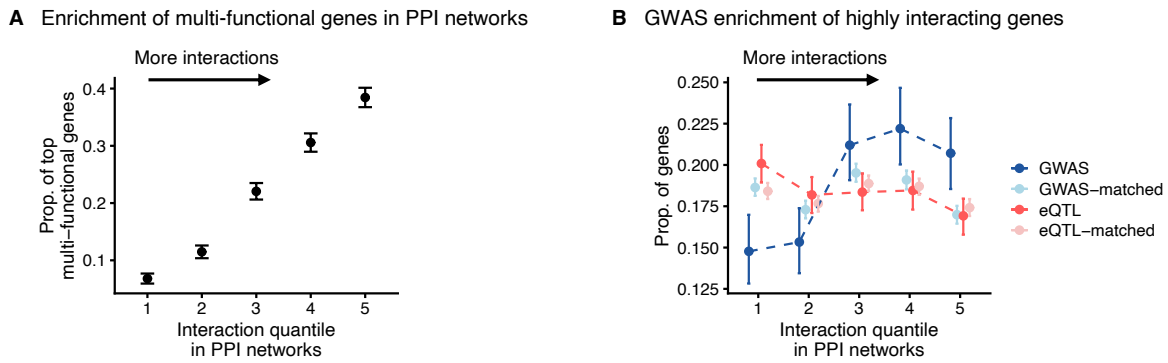 A Enrichment of multi-functional genes in PPI networks
More interactions
Prop. of top
multi−functional genes
0.4
0.3
0.2
0.1
1 2 3 4 5
Interaction quantile
in PPI networks
B GWAS enrichment of highly interacting genes
More interactions
Prop. of genes
0.250
0.225
0.200
0.175
0.150
0.125
1 2 3 4 5
Interaction quantile
in PPI networks
GWAS
GWAS−matched
eQTL
eQTL−matched